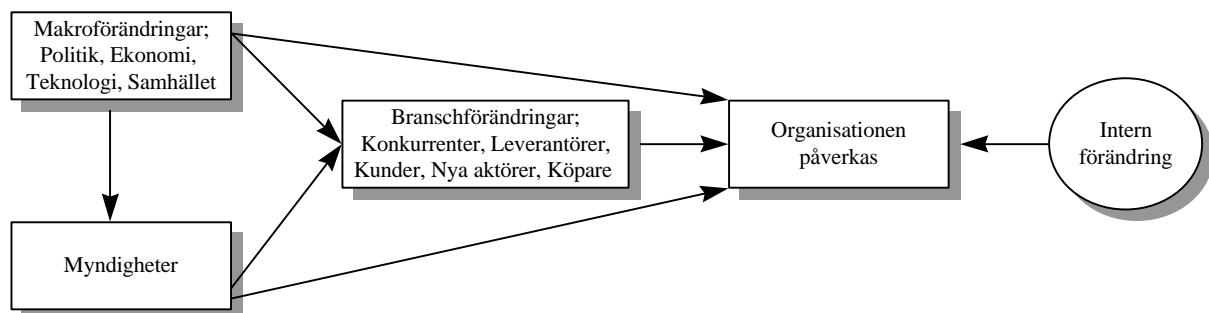 Makroförändringar;
Politik, Ekonomi,
Teknologi, Samhället
Branschförändringar;
Konkurrenter, Leverantörer,
Kunder, Nya aktörer, Köpare
Organisationen
påverkas
Intern
förändring
Myndigheter